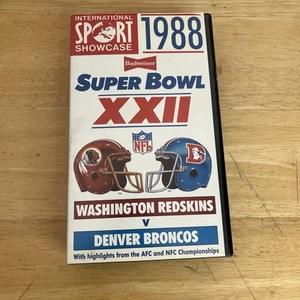 INTERNATIONAL
SPORT
SHOWCASE
1988
Budweiser
SUPER BOWL
XXII
NFL
WASHINGTON REDSKINS
V
DENVER BRONCOS
With highlights from the AFC and NFC Championships